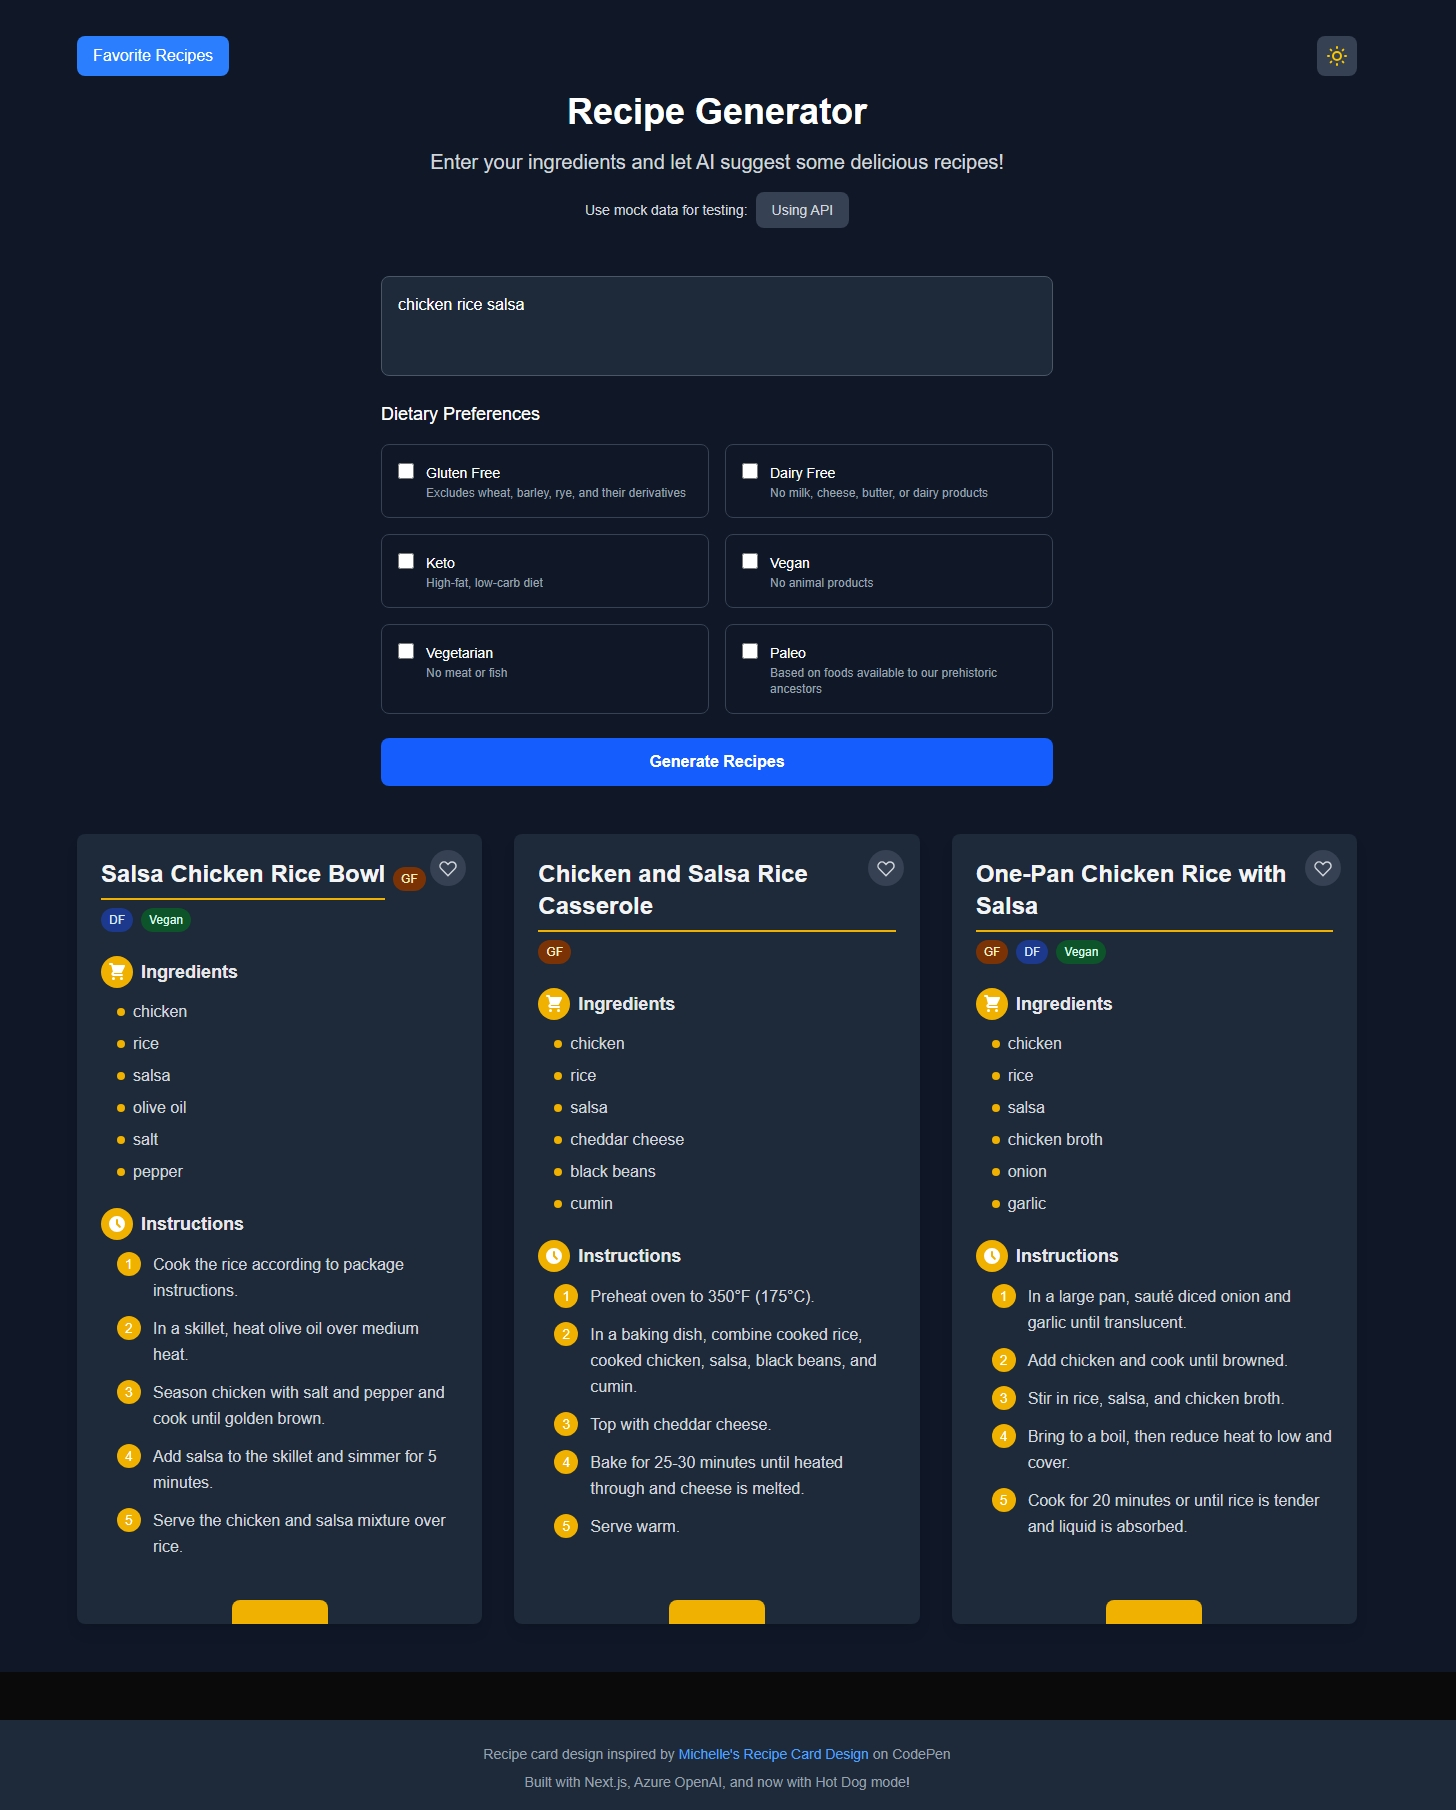 Favorite Recipes
Recipe Generator
Enter your ingredients and let AI suggest some delicious recipes!
Use mock data for testing: Using API
chicken rice salsa
Dietary Preferences
Gluten Free
Excludes wheat, barley, rye, and their derivatives
Dairy Free
No milk, cheese, butter, or dairy products
Keto
High-fat, low-carb diet
Vegan
No animal products
Vegetarian
No meat or fish
Paleo
Based on foods available to our prehistoric
ancestors
Generate Recipes
Salsa Chicken Rice Bowl GF
DF Vegan
Ingredients
chicken
rice
salsa
olive oil
salt
pepper
Instructions
1 Cook the rice according to package
instructions.
2 In a skillet, heat olive oil over medium
heat.
3 Season chicken with salt and pepper and
cook until golden brown.
4 Add salsa to the skillet and simmer for 5
minutes.
5 Serve the chicken and salsa mixture over
rice.
Chicken and Salsa Rice
Casserole
GF
Ingredients
chicken
rice
salsa
cheddar cheese
black beans
cumin
Instructions
1 Preheat oven to 350°F (175°C).
2 In a baking dish, combine cooked rice,
cooked chicken, salsa, black beans, and
cumin.
3 Top with cheddar cheese.
4 Bake for 25-30 minutes until heated
through and cheese is melted.
5 Serve warm.
One-Pan Chicken Rice with
Salsa
GF DF Vegan
Ingredients
chicken
rice
salsa
chicken broth
onion
garlic
Instructions
1 In a large pan, sauté diced onion and
garlic until translucent.
2 Add chicken and cook until browned.
3 Stir in rice, salsa, and chicken broth.
4 Bring to a boil, then reduce heat to low and
cover.
5 Cook for 20 minutes or until rice is tender
and liquid is absorbed.
Recipe card design inspired by Michelle's Recipe Card Design on CodePen
Built with Next.js, Azure OpenAI, and now with Hot Dog mode!